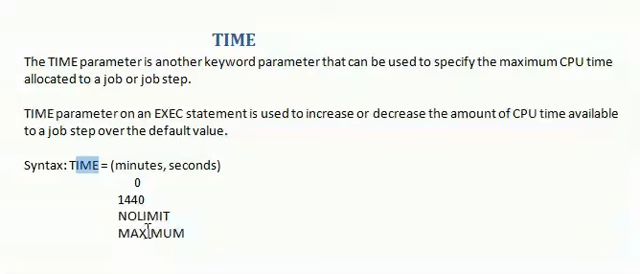 TIME
The TIME parameter is another keyword parameter that can be used to specify the maximum CPU time
allocated to a job or job step.
TIME parameter on an EXEC statement is used to increase or decrease the amount of CPU time available
to a job step over the default value.
Syntax: TIME = (minutes, seconds)
0
1440
NOLIMIT
MAXIMUM